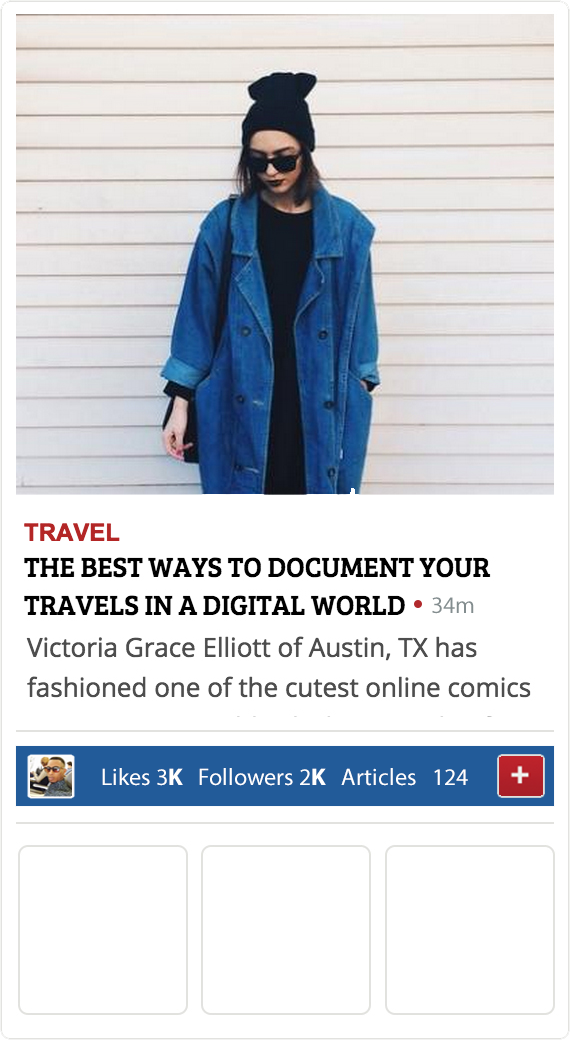 TRAVEL
THE BEST WAYS TO DOCUMENT YOUR
TRAVELS IN A DIGITAL WORLD • 34m
Victoria Grace Elliott of Austin, TX has
fashioned one of the cutest online comics
Likes 3K Followers 2K Articles 124 +